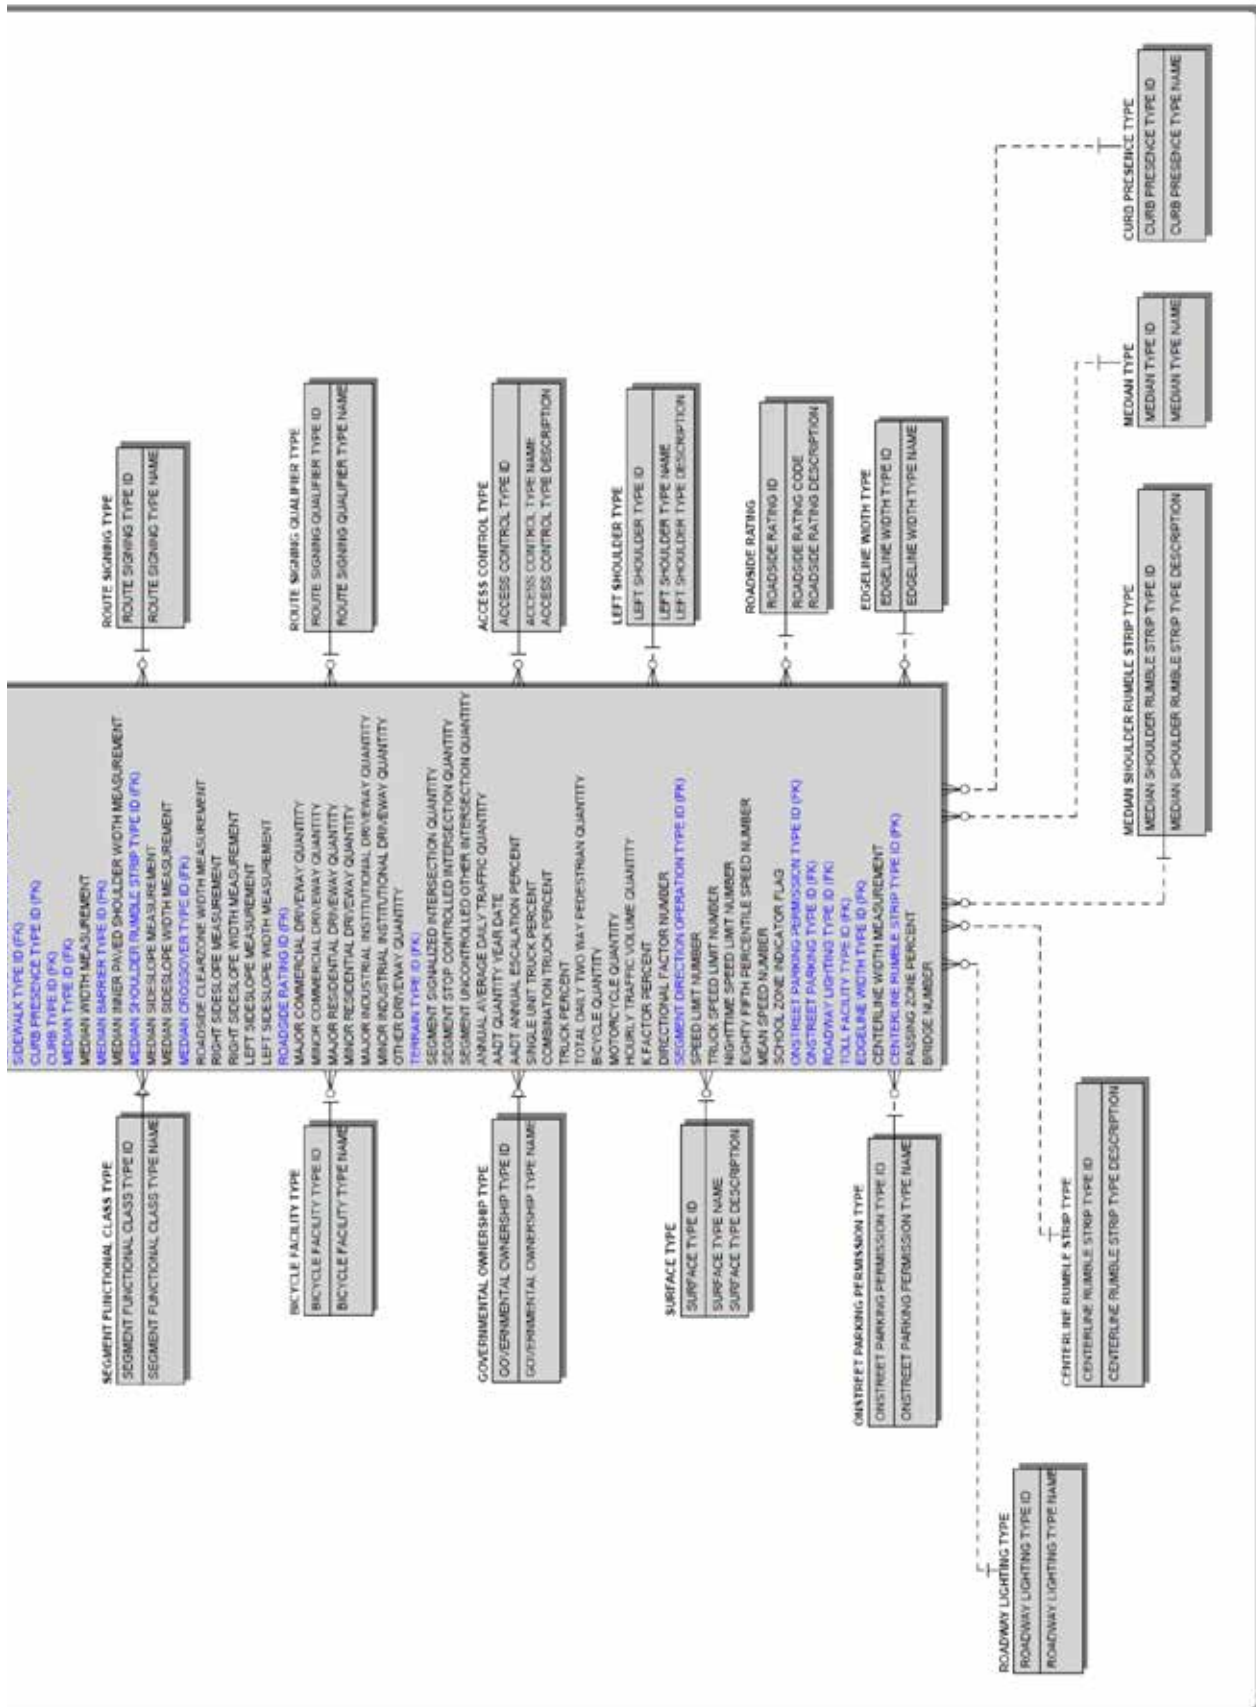 SIDEWALK TYPE ID (FK)
CURB PRESENCE TYPE ID (FK)
CURB TYPE ID (FK)
MEDIAN TYPE ID (FK)
MEDIAN WIDTH MEASUREMENT
MEDIAN BARRIER TYPE ID (FK)
MEDIAN INNER PAVED SHOULDER WIDTH MEASUREMENT
MEDIAN SHOULDER RUMBLE STRIP TYPE ID (FK)
MEDIAN SIDESLOPE MEASUREMENT
MEDIAN SIDESLOPE WIDTH MEASUREMENT
MEDIAN CROSSOVER TYPE ID (FK)
ROADSIDE CLEARZONE WIDTH MEASUREMENT
RIGHT SIDESLOPE MEASUREMENT
RIGHT SIDESLOPE WIDTH MEASUREMENT
LEFT SIDESLOPE MEASUREMENT
LEFT SIDESLOPE WIDTH MEASUREMENT
ROADSIDE RATING ID (FK)
MAJOR COMMERCIAL DRIVEWAY QUANTITY
MINOR COMMERCIAL DRIVEWAY QUANTITY
MAJOR RESIDENTIAL DRIVEWAY QUANTITY
MINOR RESIDENTIAL DRIVEWAY QUANTITY
MAJOR INDUSTRIAL INSTITUTIONAL DRIVEWAY QUANTITY
MINOR INDUSTRIAL INSTITUTIONAL DRIVEWAY QUANTITY
OTHER DRIVEWAY QUANTITY
TERRAIN TYPE ID (FK)
SEGMENT SIGNALIZED INTERSECTION QUANTITY
SEGMENT STOP CONTROLLED INTERSECTION QUANTITY
SEGMENT UNCONTROLLED OTHER INTERSECTION QUANTITY
ANNUAL AVERAGE DAILY TRAFFIC QUANTITY
AADT QUANTITY YEAR DATE
AADT ANNUAL ESCALATION PERCENT
SINGLE UNIT TRUCK PERCENT
COMBINATION TRUCK PERCENT
TRUCK PERCENT
TOTAL DAILY TWO WAY PEDESTRIAN QUANTITY
BICYCLE QUANTITY
MOTORCYCLE QUANTITY
HOURLY TRAFFIC VOLUME QUANTITY
K FACTOR PERCENT
DIRECTIONAL FACTOR NUMBER
SEGMENT DIRECTION OPERATION TYPE ID (FK)
SPEED LIMIT NUMBER
TRUCK SPEED LIMIT NUMBER
NIGHTTIME SPEED LIMIT NUMBER
EIGHTY FIFTH PERCENTILE SPEED NUMBER
MEAN SPEED NUMBER
SCHOOL ZONE INDICATOR FLAG
ONSTREET PARKING PERMISSION TYPE ID (FK)
ONSTREET PARKING TYPE ID (FK)
ROADWAY LIGHTING TYPE ID (FK)
TOLL FACILITY TYPE ID (FK)
EDGELINE WIDTH TYPE ID (FK)
CENTERLINE WIDTH MEASUREMENT
CENTERLINE RUMBLE STRIP TYPE ID (FK)
PASSING ZONE PERCENT
BRIDGE NUMBER
SEGMENT FUNCTIONAL CLASS TYPE
SEGMENT FUNCTIONAL CLASS TYPE ID
SEGMENT FUNCTIONAL CLASS TYPE NAME
BICYCLE FACILITY TYPE
BICYCLE FACILITY TYPE ID
BICYCLE FACILITY TYPE NAME
GOVERNMENTAL OWNERSHIP TYPE
GOVERNMENTAL OWNERSHIP TYPE ID
GOVERNMENTAL OWNERSHIP TYPE NAME
SURFACE TYPE
SURFACE TYPE ID
SURFACE TYPE NAME
SURFACE TYPE DESCRIPTION
ONSTREET PARKING PERMISSION TYPE
ONSTREET PARKING PERMISSION TYPE ID
ONSTREET PARKING PERMISSION TYPE NAME
ROADWAY LIGHTING TYPE
ROADWAY LIGHTING TYPE ID
ROADWAY LIGHTING TYPE NAME
CENTERLINE RUMBLE STRIP TYPE
CENTERLINE RUMBLE STRIP TYPE ID
CENTERLINE RUMBLE STRIP TYPE DESCRIPTION
ROUTE SIGNING TYPE
ROUTE SIGNING TYPE ID
ROUTE SIGNING TYPE NAME
ROUTE SIGNING QUALIFIER TYPE
ROUTE SIGNING QUALIFIER TYPE ID
ROUTE SIGNING QUALIFIER TYPE NAME
ACCESS CONTROL TYPE
ACCESS CONTROL TYPE ID
ACCESS CONTROL TYPE NAME
ACCESS CONTROL TYPE DESCRIPTION
LEFT SHOULDER TYPE
LEFT SHOULDER TYPE ID
LEFT SHOULDER TYPE NAME
LEFT SHOULDER TYPE DESCRIPTION
ROADSIDE RATING
ROADSIDE RATING ID
ROADSIDE RATING CODE
ROADSIDE RATING DESCRIPTION
EDGELINE WIDTH TYPE
EDGELINE WIDTH TYPE ID
EDGELINE WIDTH TYPE NAME
MEDIAN SHOULDER RUMBLE STRIP TYPE
MEDIAN SHOULDER RUMBLE STRIP TYPE ID
MEDIAN SHOULDER RUMBLE STRIP TYPE DESCRIPTION
MEDIAN TYPE
MEDIAN TYPE ID
MEDIAN TYPE NAME
CURB PRESENCE TYPE
CURB PRESENCE TYPE ID
CURB PRESENCE TYPE NAME